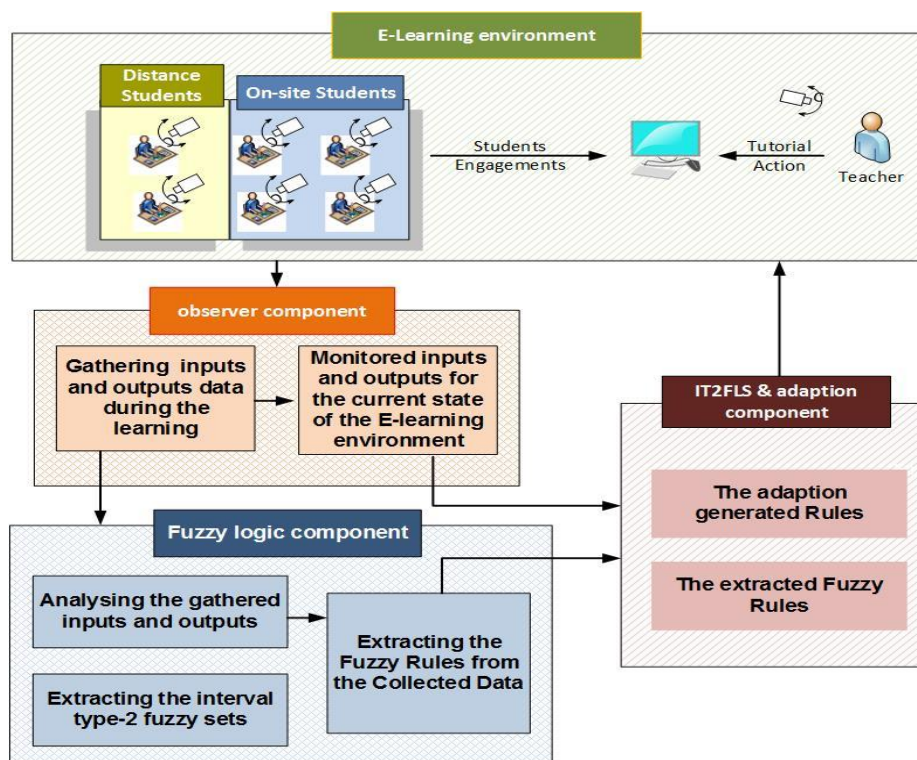 E-Learning environment
Distance
Students
On-site Students
Students
Engagements
Tutorial
Action
Teacher
observer component
Gathering inputs
and outputs data
during the
learning
Monitored inputs
and outputs for
the current state
of the E-learning
environment
IT2FLS & adaption
component
The adaption
generated Rules
The extracted Fuzzy
Rules
Fuzzy logic component
Analysing the gathered
inputs and outputs
Extracting the interval
type-2 fuzzy sets
Extracting the
Fuzzy Rules from
the Collected Data